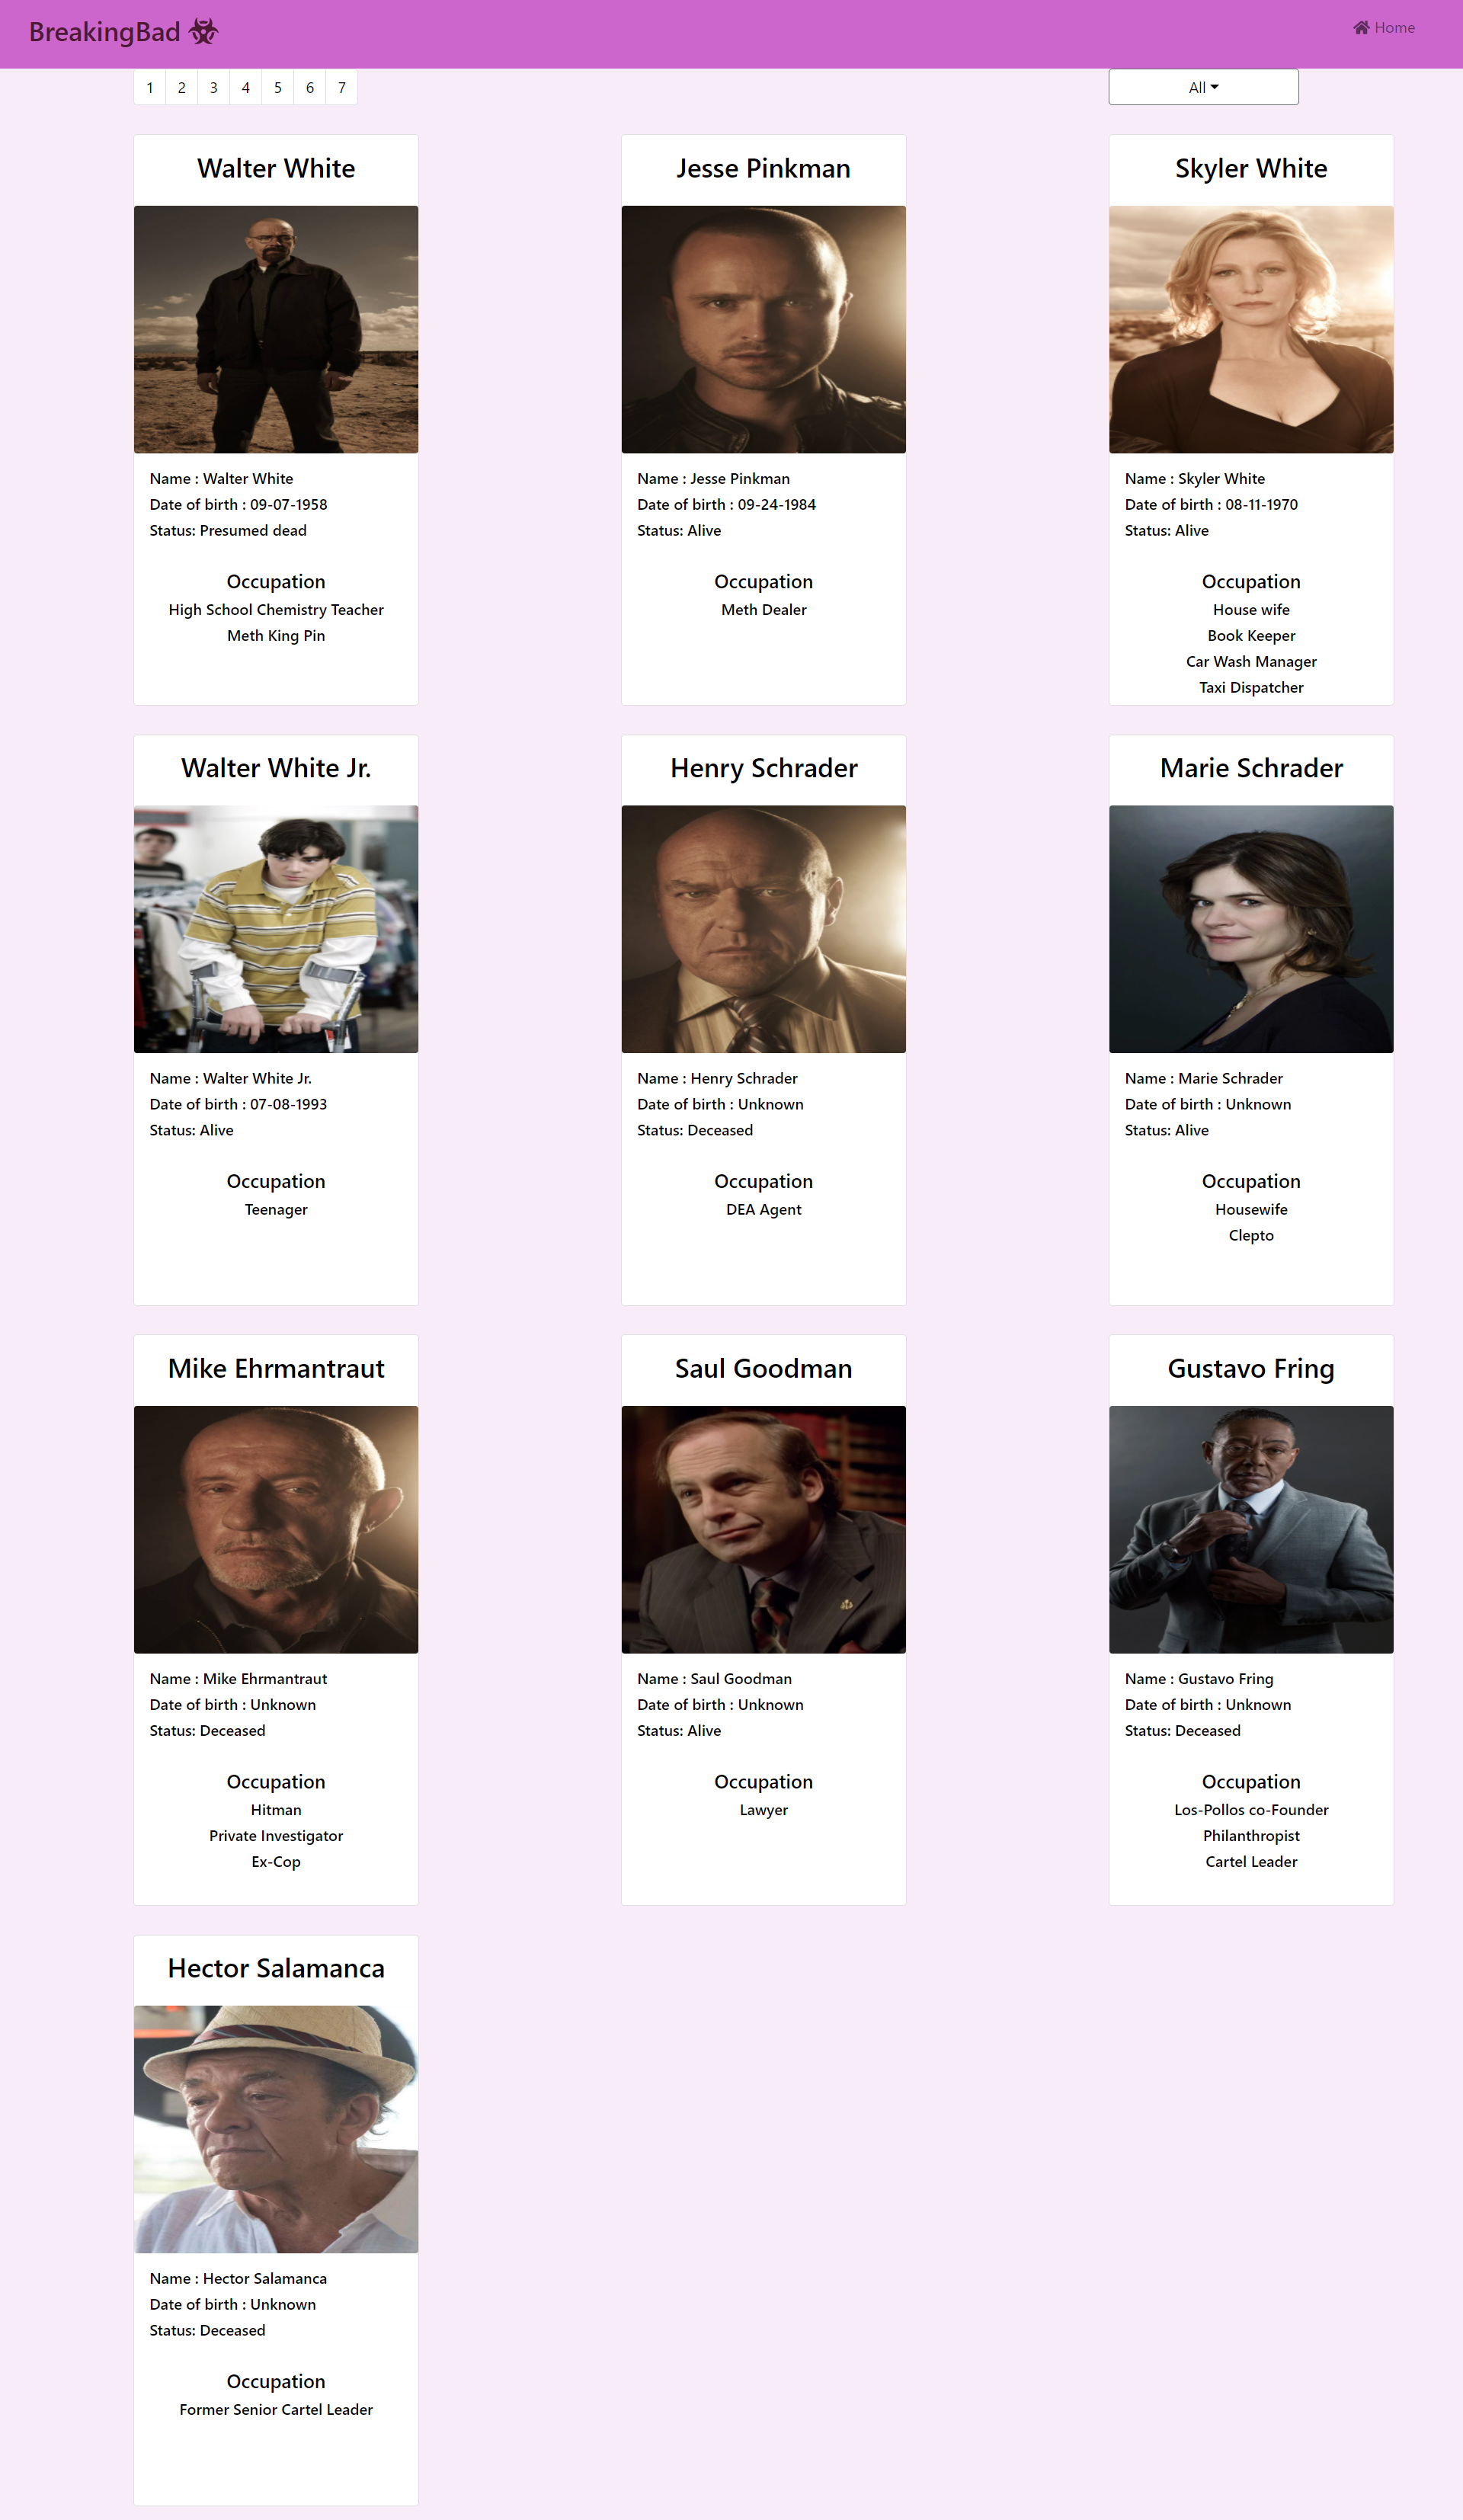 BreakingBad
Home
1 2 3 4 5 6 7
All
Walter White
Name : Walter White
Date of birth : 09-07-1958
Status: Presumed dead
Occupation
High School Chemistry Teacher
Meth King Pin
Jesse Pinkman
Name : Jesse Pinkman
Date of birth : 09-24-1984
Status: Alive
Occupation
Meth Dealer
Skyler White
Name : Skyler White
Date of birth : 08-11-1970
Status: Alive
Occupation
House wife
Book Keeper
Car Wash Manager
Taxi Dispatcher
Walter White Jr.
Name : Walter White Jr.
Date of birth : 07-08-1993
Status: Alive
Occupation
Teenager
Henry Schrader
Name : Henry Schrader
Date of birth : Unknown
Status: Deceased
Occupation
DEA Agent
Marie Schrader
Name : Marie Schrader
Date of birth : Unknown
Status: Alive
Occupation
Housewife
Clepto
Mike Ehrmantraut
Name : Mike Ehrmantraut
Date of birth : Unknown
Status: Deceased
Occupation
Hitman
Private Investigator
Ex-Cop
Saul Goodman
Name : Saul Goodman
Date of birth : Unknown
Status: Alive
Occupation
Lawyer
Gustavo Fring
Name : Gustavo Fring
Date of birth : Unknown
Status: Deceased
Occupation
Los-Pollos co-Founder
Philanthropist
Cartel Leader
Hector Salamanca
Name : Hector Salamanca
Date of birth : Unknown
Status: Deceased
Occupation
Former Senior Cartel Leader